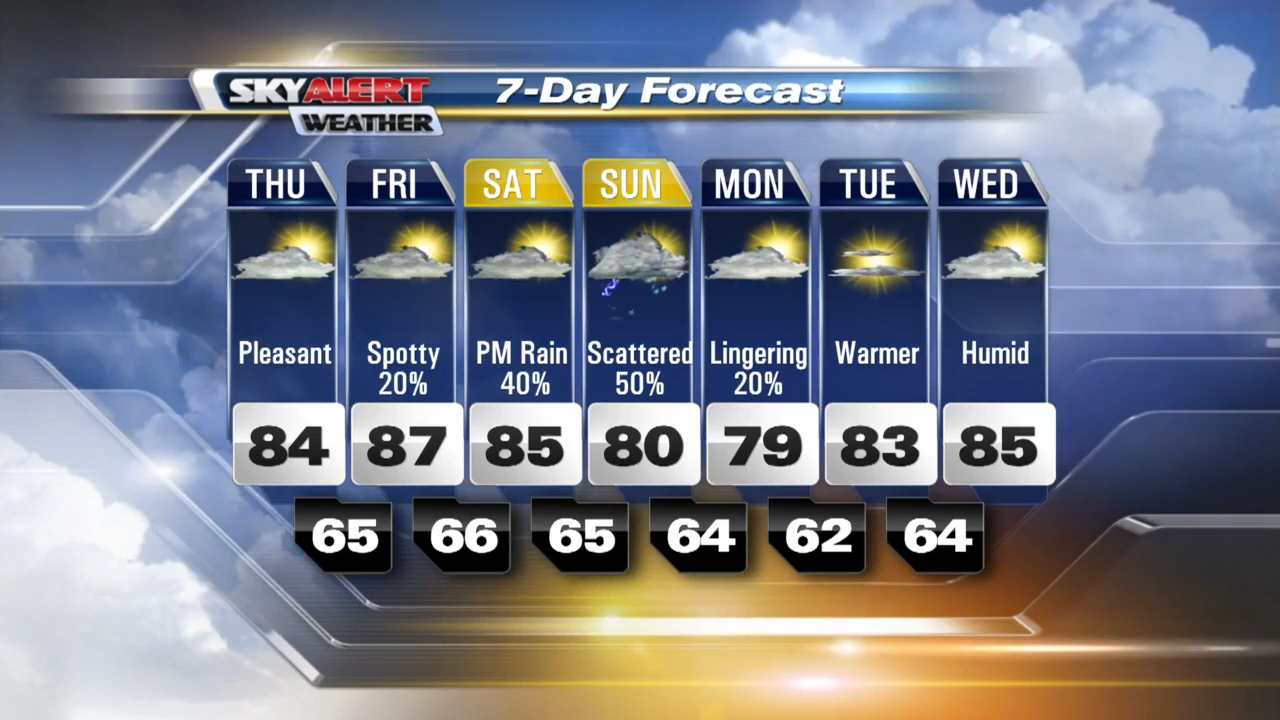 SKYALERT
WEATHER
7-Day Forecast
THU FRI SAT SUN MON TUE WED
Pleasant Spotty PM Rain Scattered Lingering Warmer Humid
20% 40% 50% 20%
84 87 85 80 79 83 85
65 66 65 64 62 64